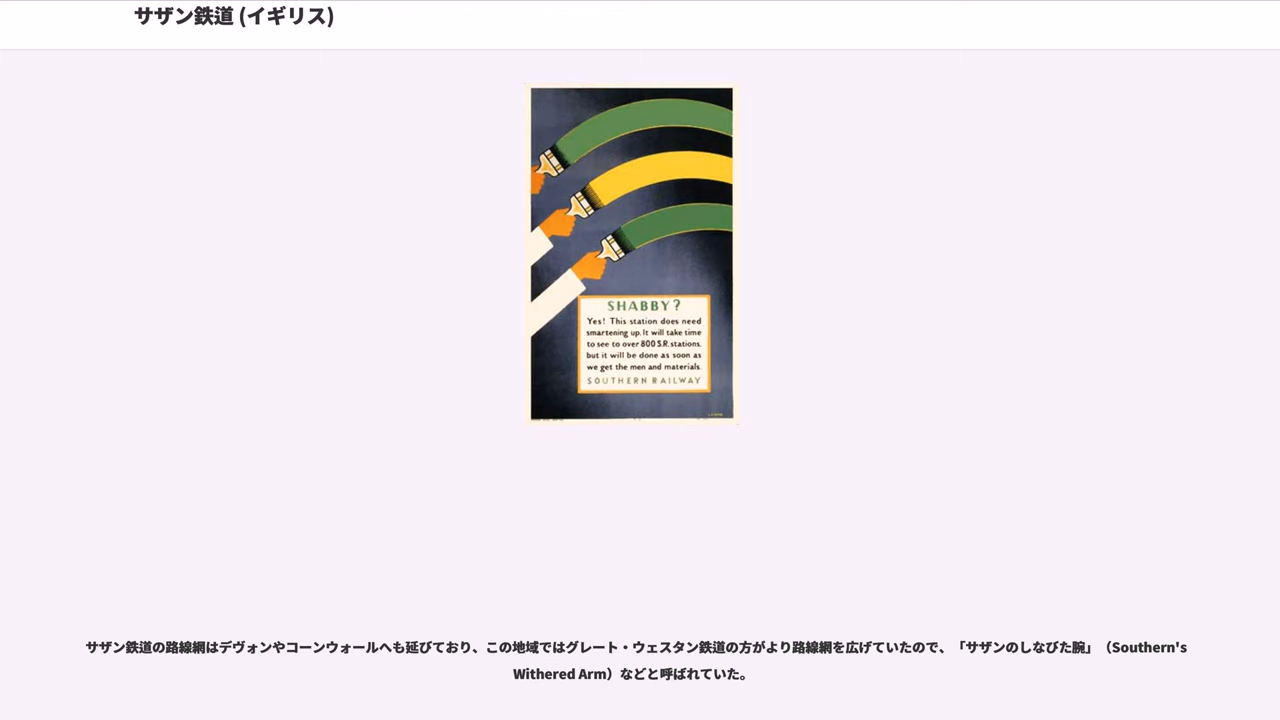 サザン鉄道 (イギリス)
SHABBY?
Yes! This station does need
smartening up. It will take time
to see to over 800 S.R. stations,
but it will be done as soon as
we get the men and materials.
SOUTHERN RAILWAY
サザン鉄道の路線網はデヴォンやコーンウォールへも延びており、この地域ではグレート・ウェスタン鉄道の方がより路線網を広げていたので、「サザンのしなびた腕」（Southern's
Withered Arm）などと呼ばれていた。